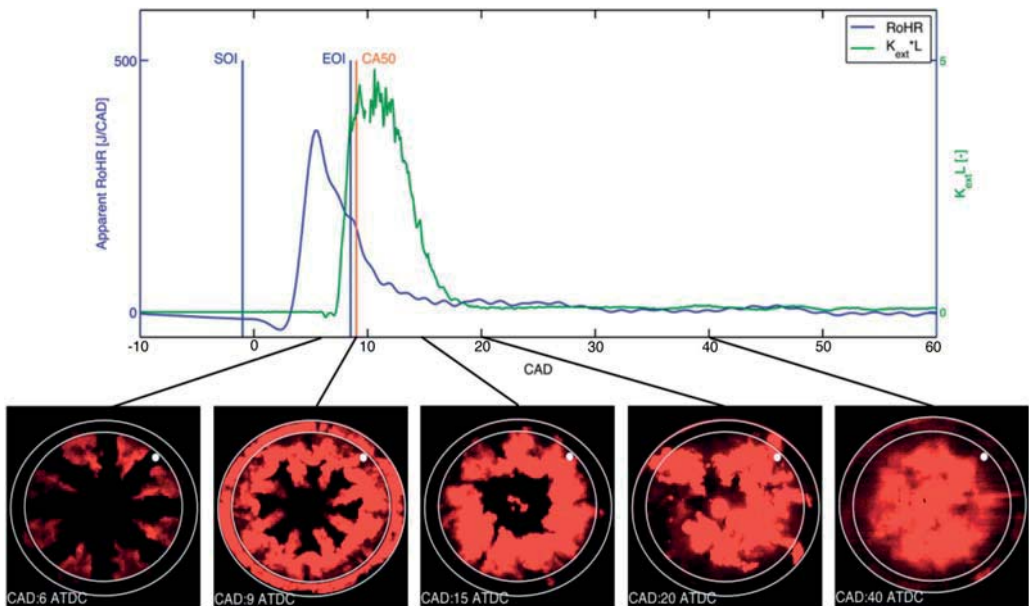 RoHR
K_ext*L
SOI
EOI
CA50
500
0
Apparent RoHR [J/CAD]
5
0
K_ext L [-]
-10
0
10
20
30
40
50
60
CAD
CAD:6 ATDC
CAD:9 ATDC
CAD:15 ATDC
CAD:20 ATDC
CAD:40 ATDC